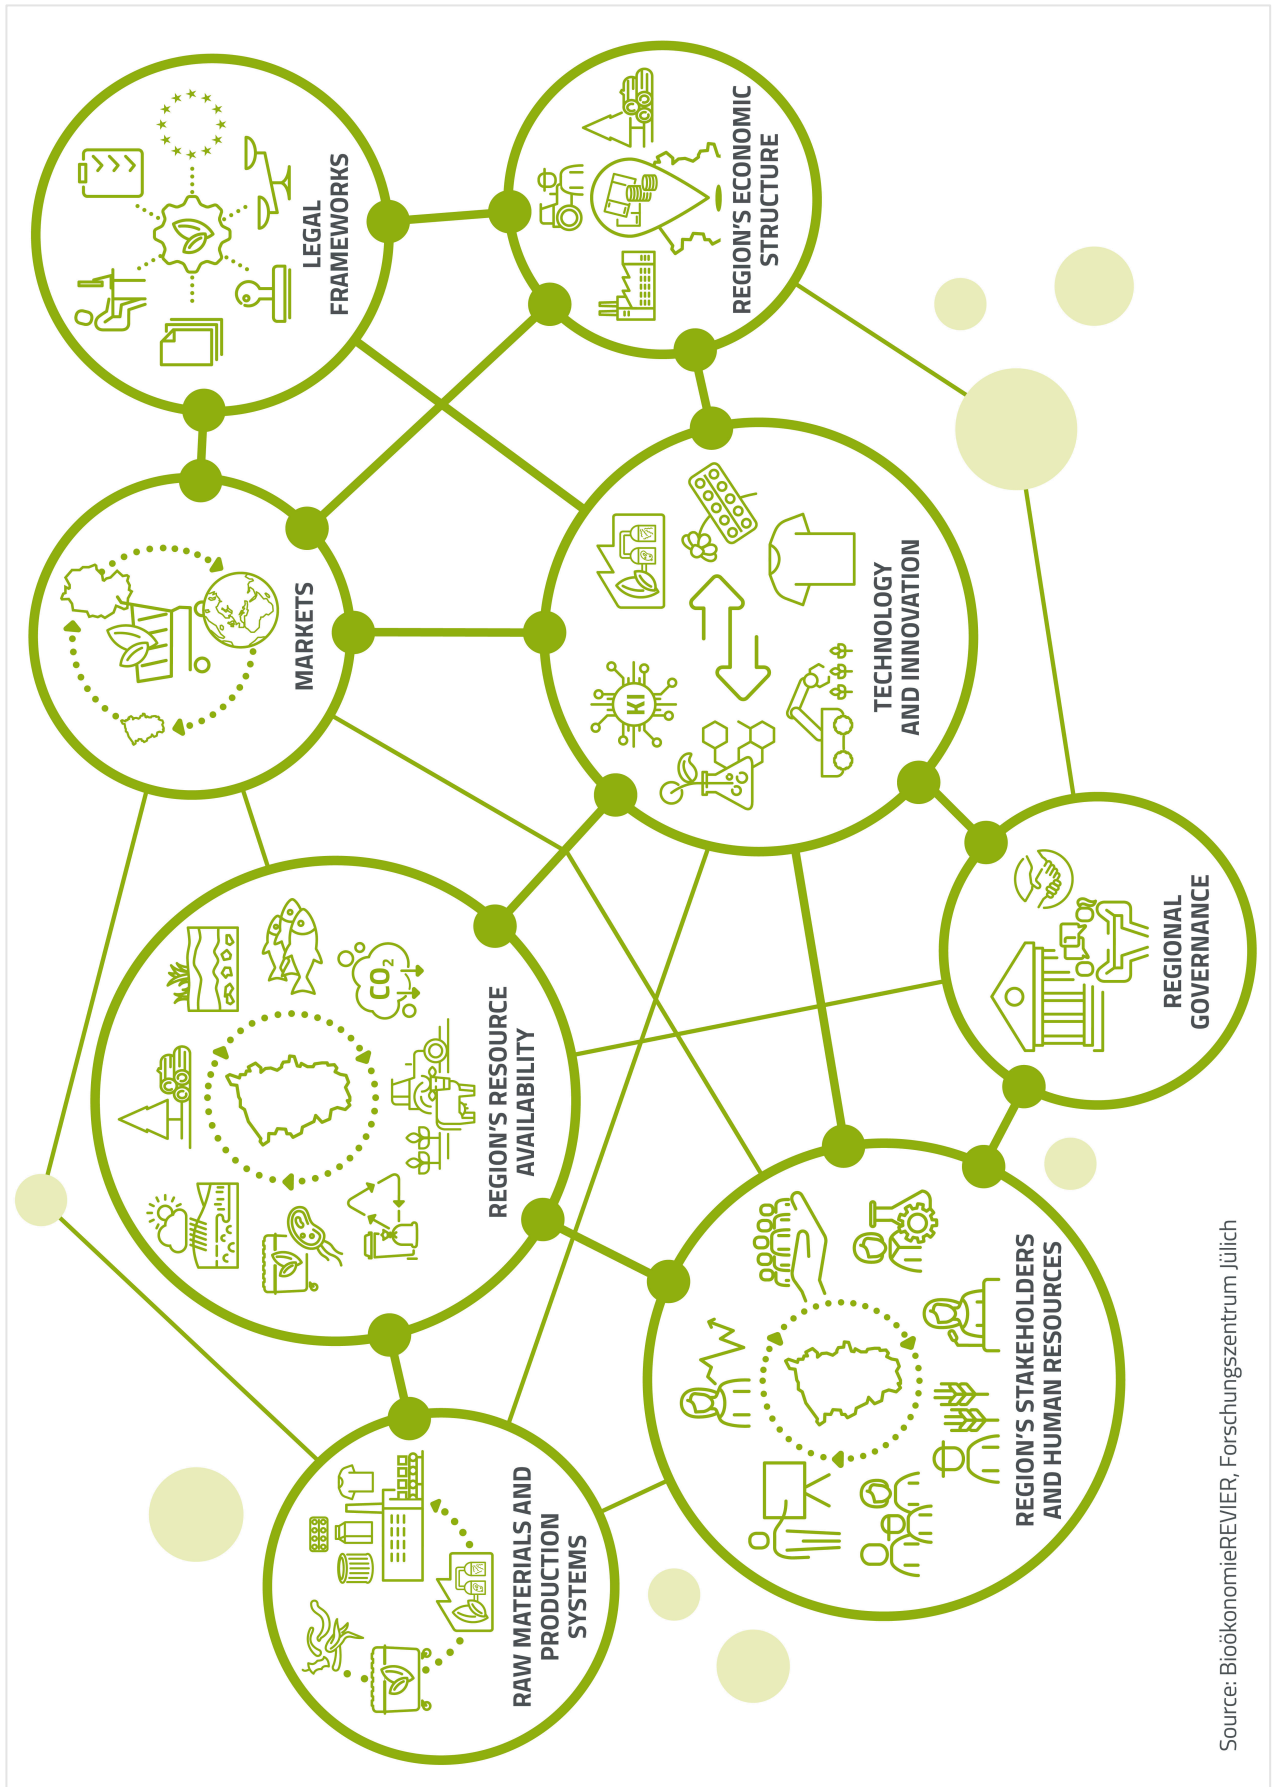 RAW MATERIALS AND
PRODUCTION
SYSTEMS
REGION'S RESOURCE
AVAILABILITY
CO₂
MARKETS
LEGAL
FRAMEWORKS
REGION'S STAKEHOLDERS
AND HUMAN RESOURCES
TECHNOLOGY
AND INNOVATION
KI
REGION'S ECONOMIC
STRUCTURE
REGIONAL
GOVERNANCE
Source: BioökonomieREVIER, Forschungszentrum Jülich